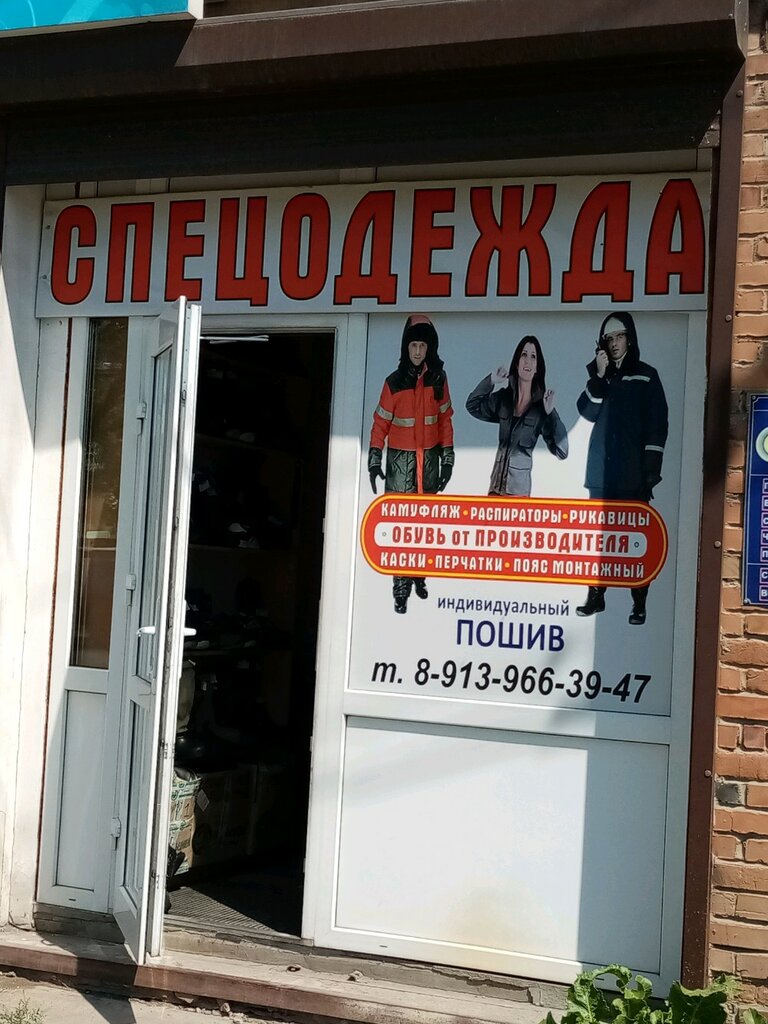 СПЕЦОДЕЖДА
КАМУФЛЯЖ • РАСПИРАТОРЫ • РУКАВИЦЫ
• ОБУВЬ от ПРОИЗВОДИТЕЛЯ •
КАСКИ • ПЕРЧАТКИ • ПОЯС МОНТАЖНЫЙ
индивидуальный
ПОШИВ
т. 8-913-966-39-47